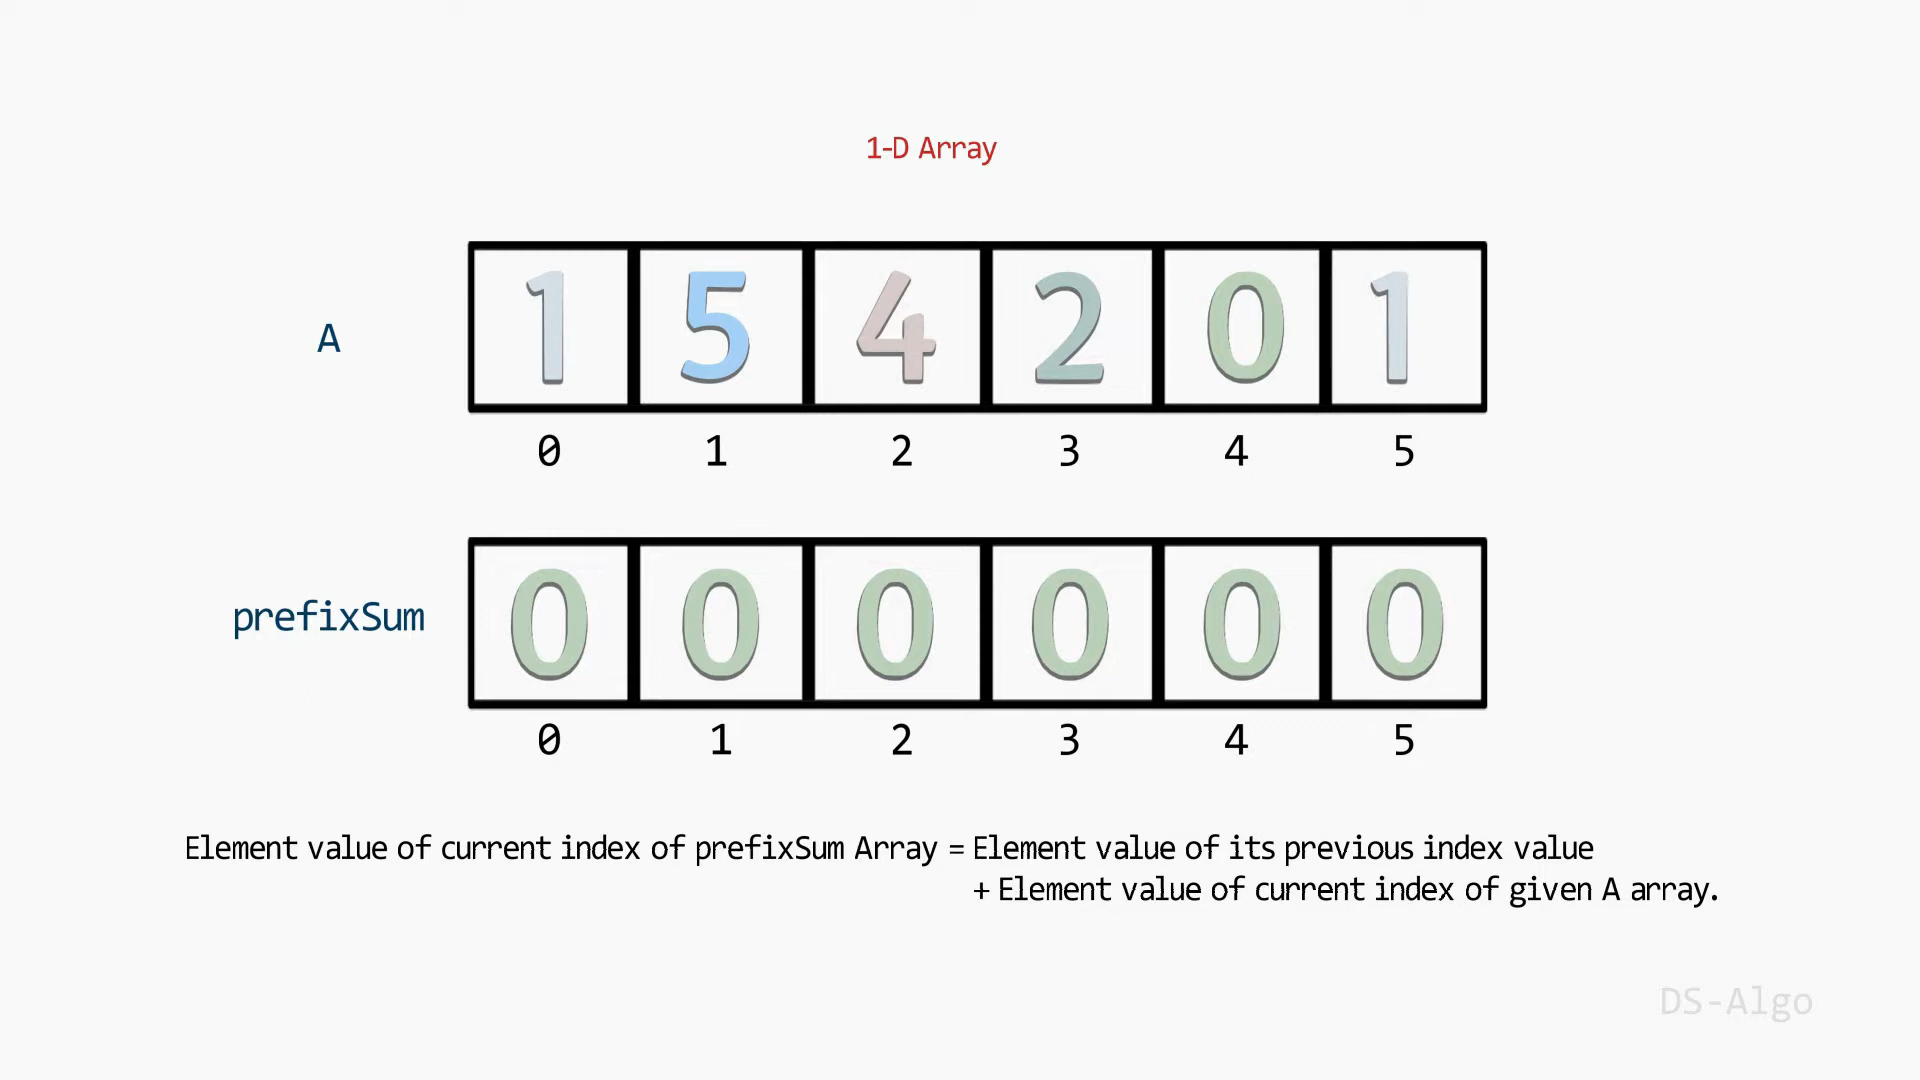 1-D Array
A
1 5 4 2 0 1
0 1 2 3 4 5
prefixSum
0 0 0 0 0 0
0 1 2 3 4 5
Element value of current index of prefixSum Array = Element value of its previous index value
+ Element value of current index of given A array.
DS-Algo